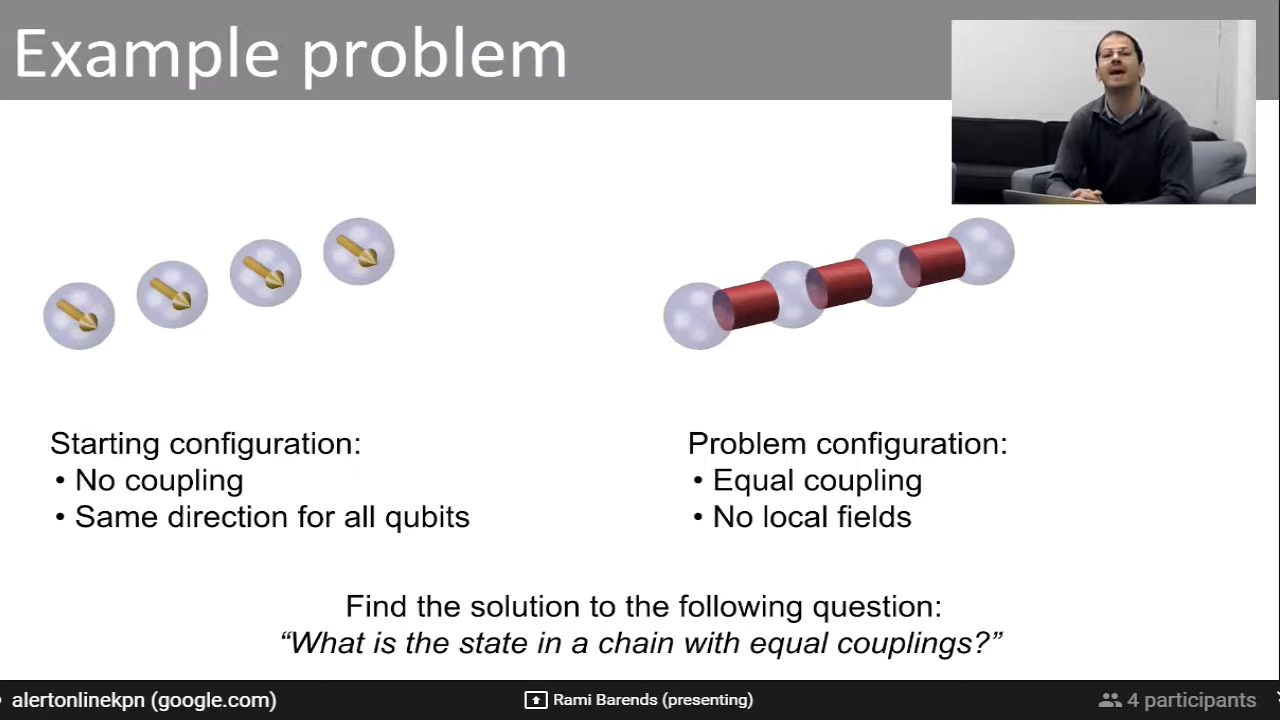 Example problem
Starting configuration:
• No coupling
• Same direction for all qubits
Problem configuration:
• Equal coupling
• No local fields
Find the solution to the following question:
“What is the state in a chain with equal couplings?”
alertonlinekpn (google.com)
Rami Barends (presenting)
4 participants